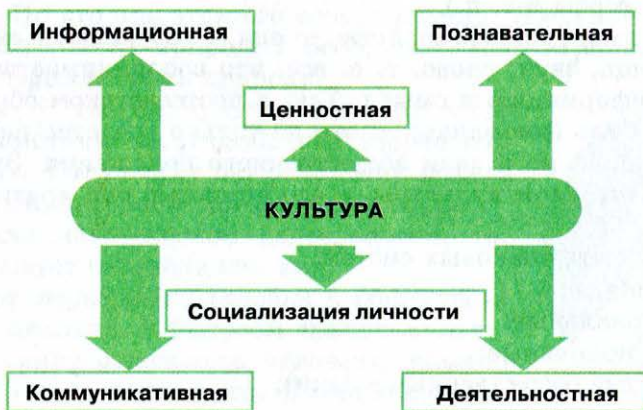 Информационная
Познавательная
Ценностная
КУЛЬТУРА
Социализация личности
Коммуникативная
Деятельностная